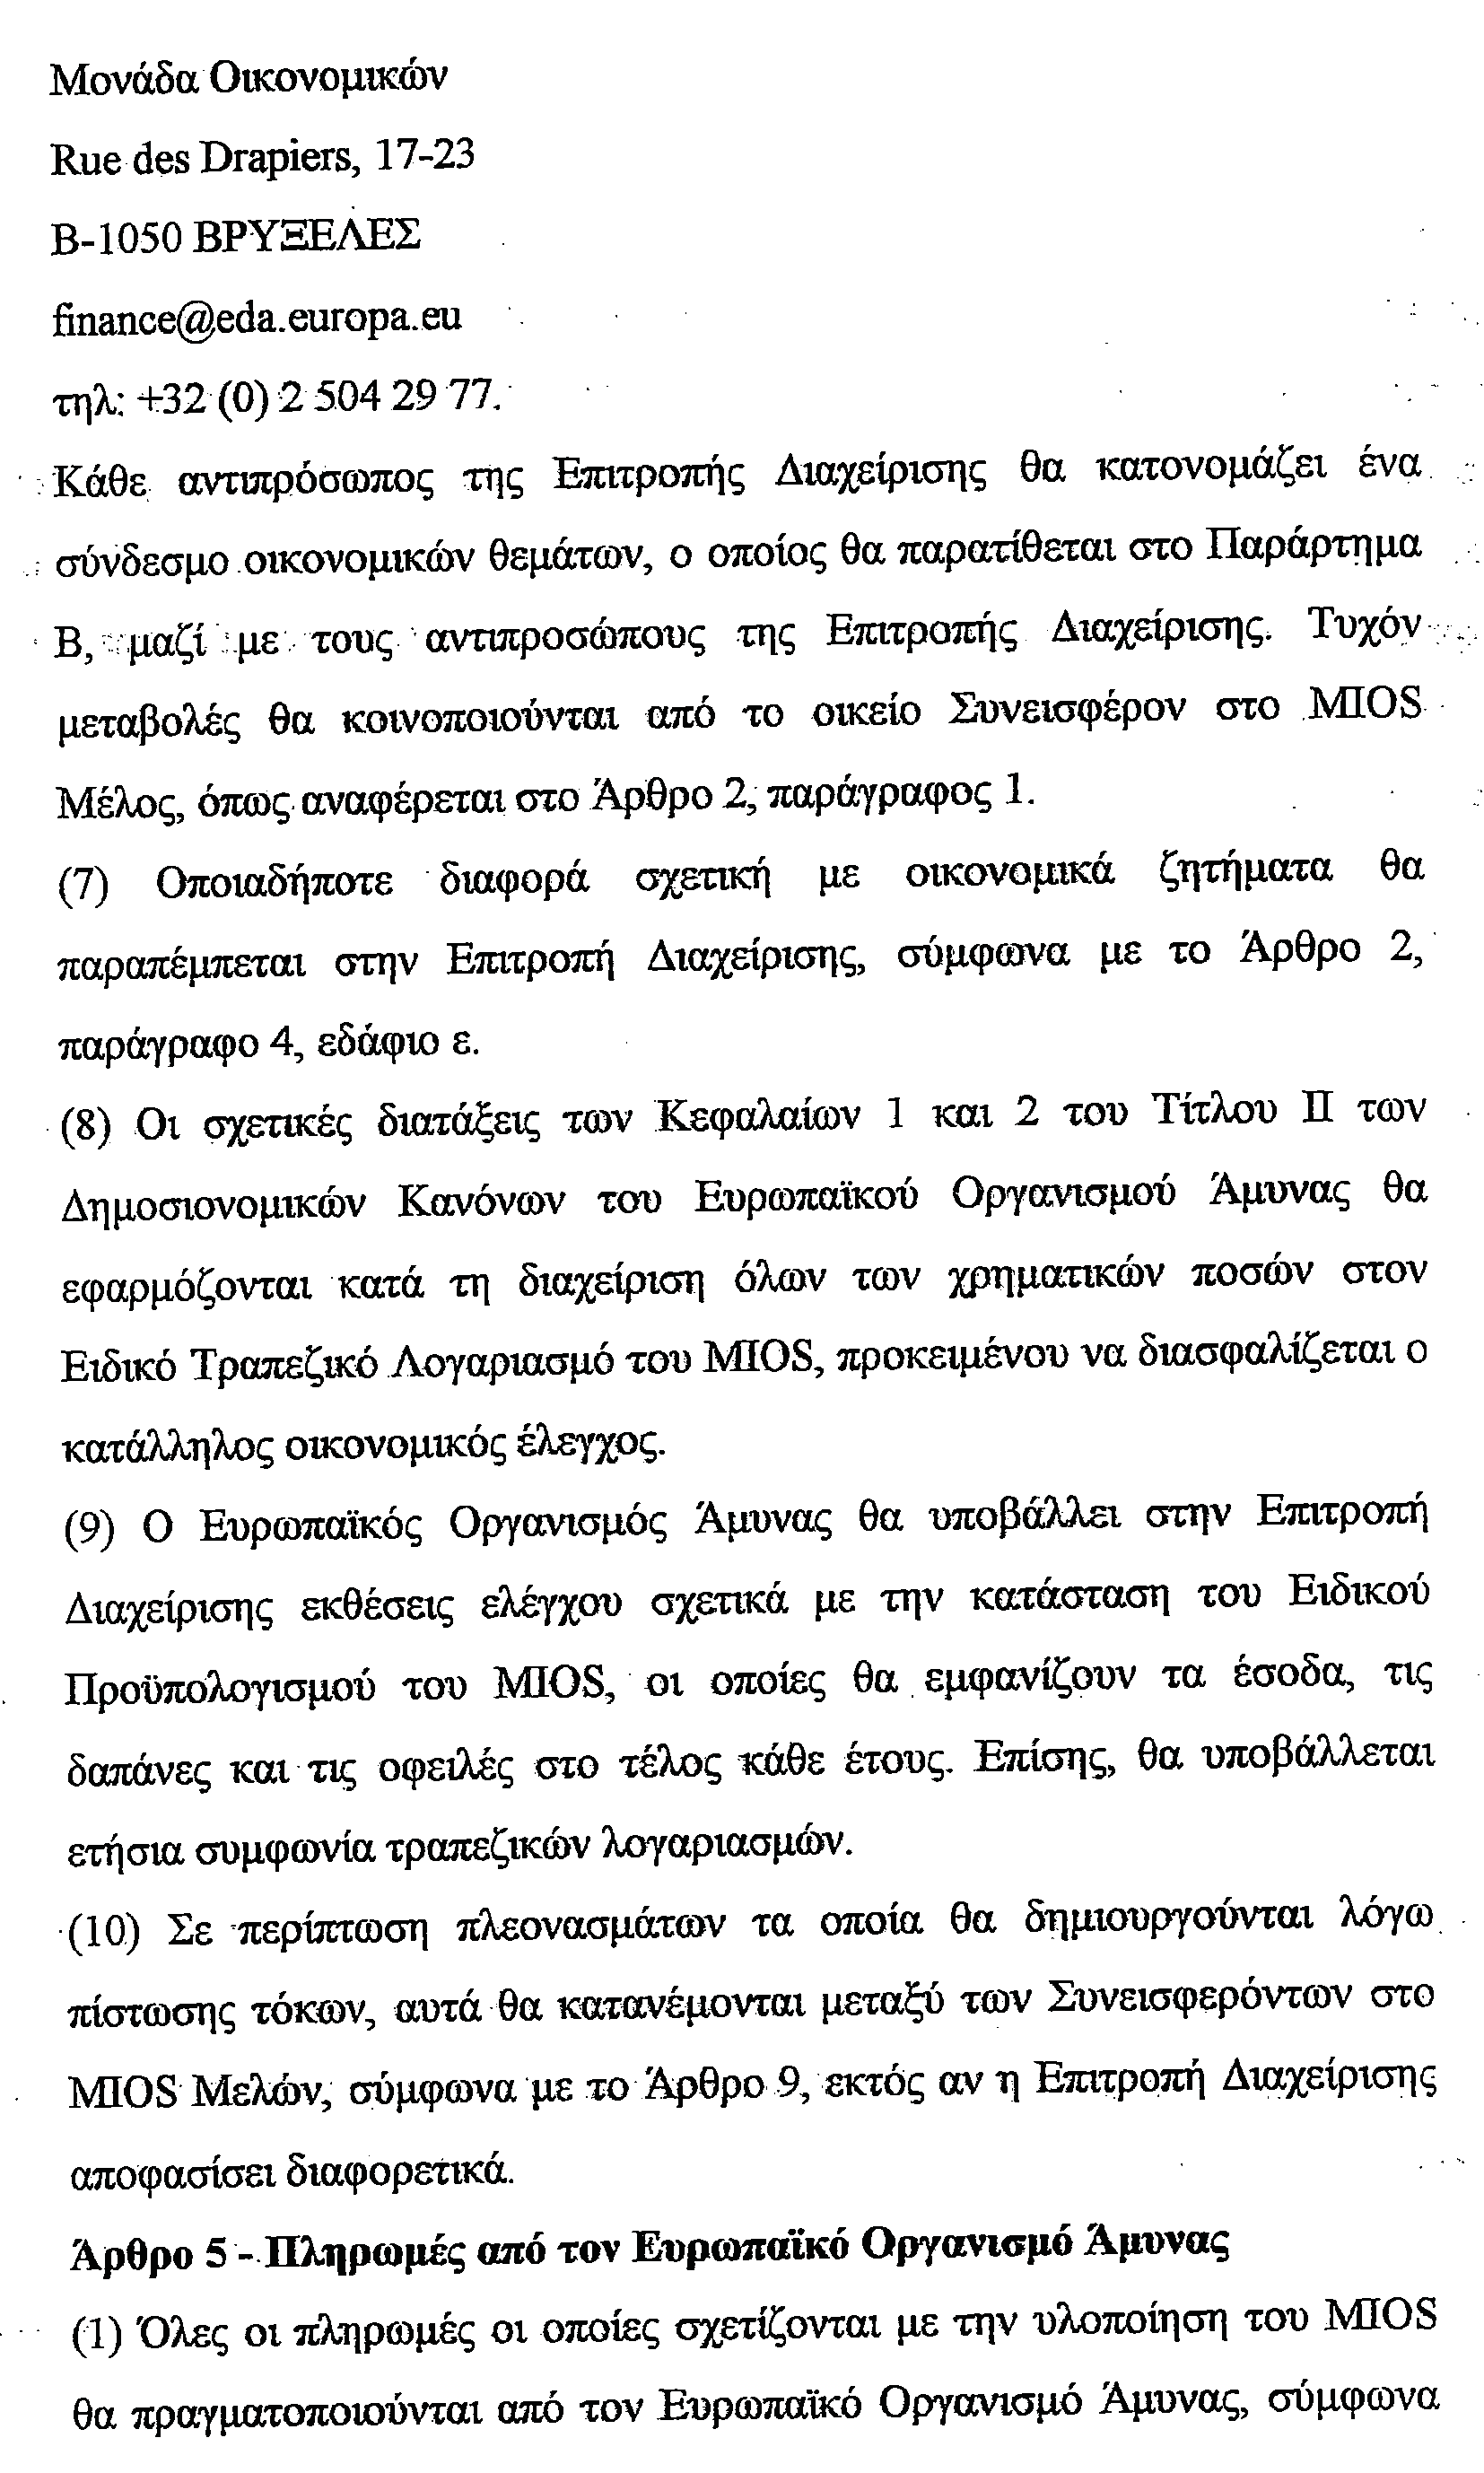 Μονάδα Οικονομικών
Rue des Drapiers, 17-23
B-1050 ΒΡΥΞΕΛΕΣ
finance@eda.europa.eu
τηλ: +32 (0) 2 504 29 77.
Κάθε αντιπρόσωπος της Επιτροπής Διαχείρισης θα κατονομάζει ένα
σύνδεσμο οικονομικών θεμάτων, ο οποίος θα παρατίθεται στο Παράρτημα
Β, μαζί με τους αντιπροσώπους της Επιτροπής Διαχείρισης. Τυχόν
μεταβολές θα κοινοποιούνται από το οικείο Συνεισφέρον στο MIOS
Μέλος, όπως αναφέρεται στο Άρθρο 2, παράγραφος 1.
(7) Οποιαδήποτε διαφορά σχετική με οικονομικά ζητήματα θα
παραπέμπεται στην Επιτροπή Διαχείρισης, σύμφωνα με το Άρθρο 2,
παράγραφο 4, εδάφιο ε.
(8) Οι σχετικές διατάξεις των Κεφαλαίων 1 και 2 του Τίτλου ΙΙ των
Δημοσιονομικών Κανόνων του Ευρωπαϊκού Οργανισμού Άμυνας θα
εφαρμόζονται κατά τη διαχείριση όλων των χρηματικών ποσών στον
Ειδικό Τραπεζικό Λογαριασμό του MIOS, προκειμένου να διασφαλίζεται ο
κατάλληλος οικονομικός έλεγχος.
(9) Ο Ευρωπαϊκός Οργανισμός Άμυνας θα υποβάλλει στην Επιτροπή
Διαχείρισης εκθέσεις ελέγχου σχετικά με την κατάσταση του Ειδικού
Προϋπολογισμού του MIOS, οι οποίες θα εμφανίζουν τα έσοδα, τις
δαπάνες και τις οφειλές στο τέλος κάθε έτους. Επίσης, θα υποβάλλεται
ετήσια συμφωνία τραπεζικών λογαριασμών.
(10) Σε περίπτωση πλεονασμάτων τα οποία θα δημιουργούνται λόγω
πίστωσης τόκων, αυτά θα κατανέμονται μεταξύ των Συνεισφερόντων στο
MIOS Μελών, σύμφωνα με το Άρθρο 9, εκτός αν η Επιτροπή Διαχείρισης
αποφασίσει διαφορετικά.
Άρθρο 5 - Πληρωμές από τον Ευρωπαϊκό Οργανισμό Άμυνας
(1) Όλες οι πληρωμές οι οποίες σχετίζονται με την υλοποίηση του MIOS
θα πραγματοποιούνται από τον Ευρωπαϊκό Οργανισμό Άμυνας, σύμφωνα